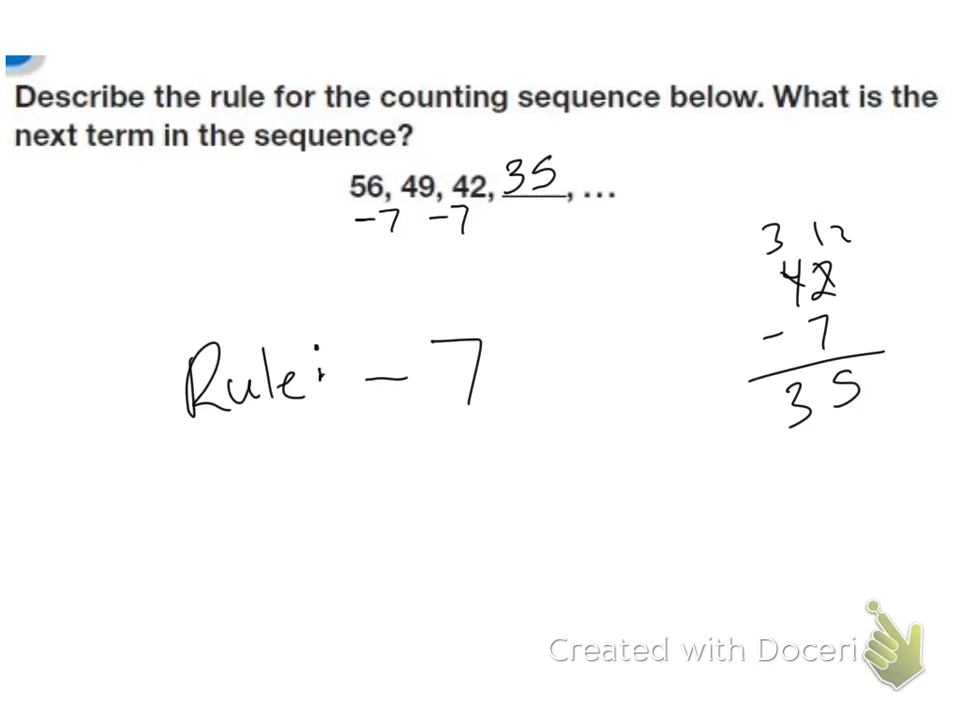 Describe the rule for the counting sequence below. What is the
next term in the sequence?
56, 49, 42, 35, ...
-7 -7
3 12
42
- 7
35
Rule: - 7
Created with Doceri